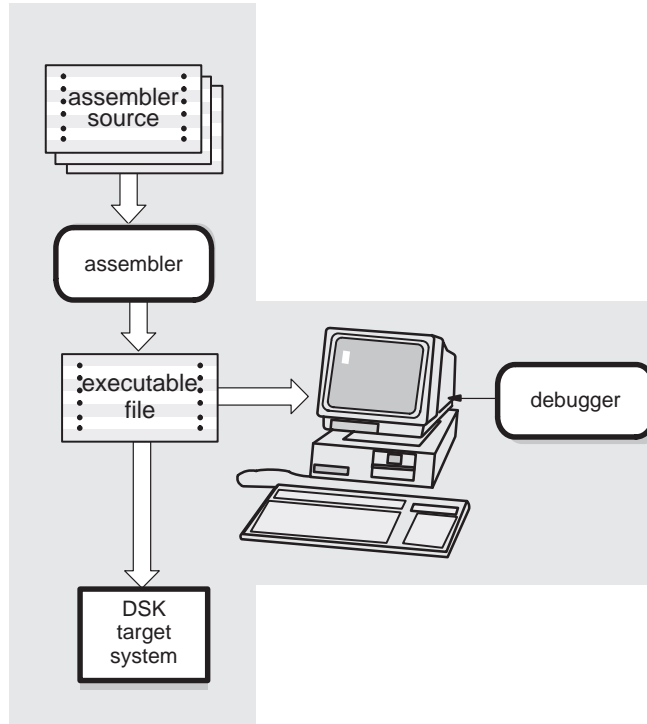 assembler
source
assembler
executable
file
debugger
DSK
target
system